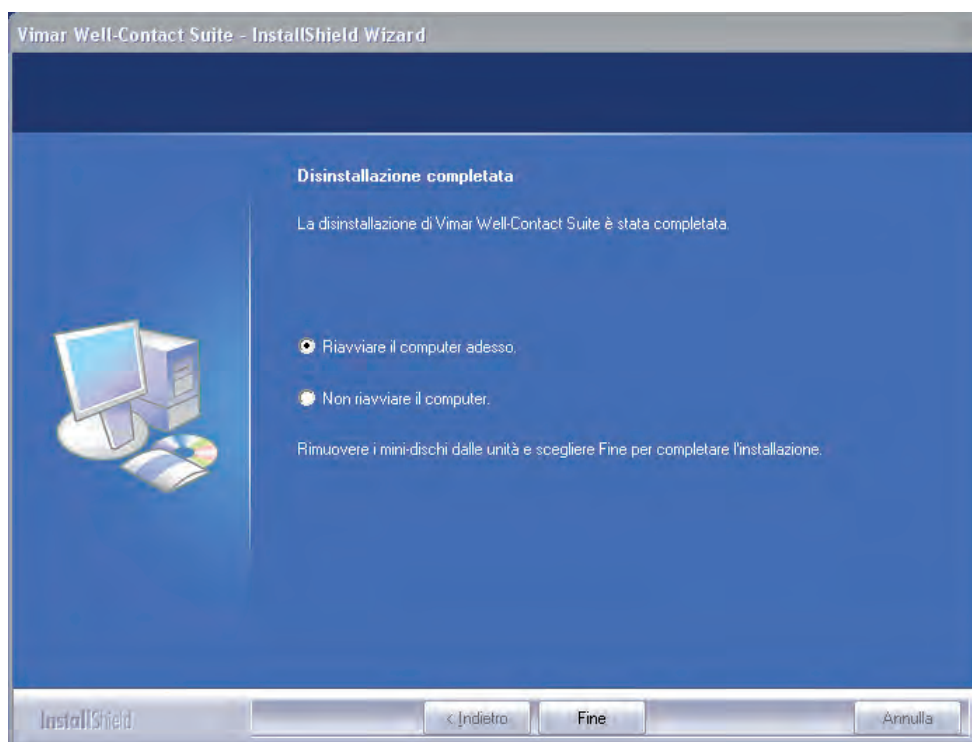 Vimar Well-Contact Suite - InstallShield Wizard
Disinstallazione completata
La disinstallazione di Vimar Well-Contact Suite è stata completata.
Riavviare il computer adesso.
Non riavviare il computer.
Rimuovere i mini-dischi dalle unità e scegliere Fine per completare l'installazione.
InstallShield
< Indietro
Fine
Annulla